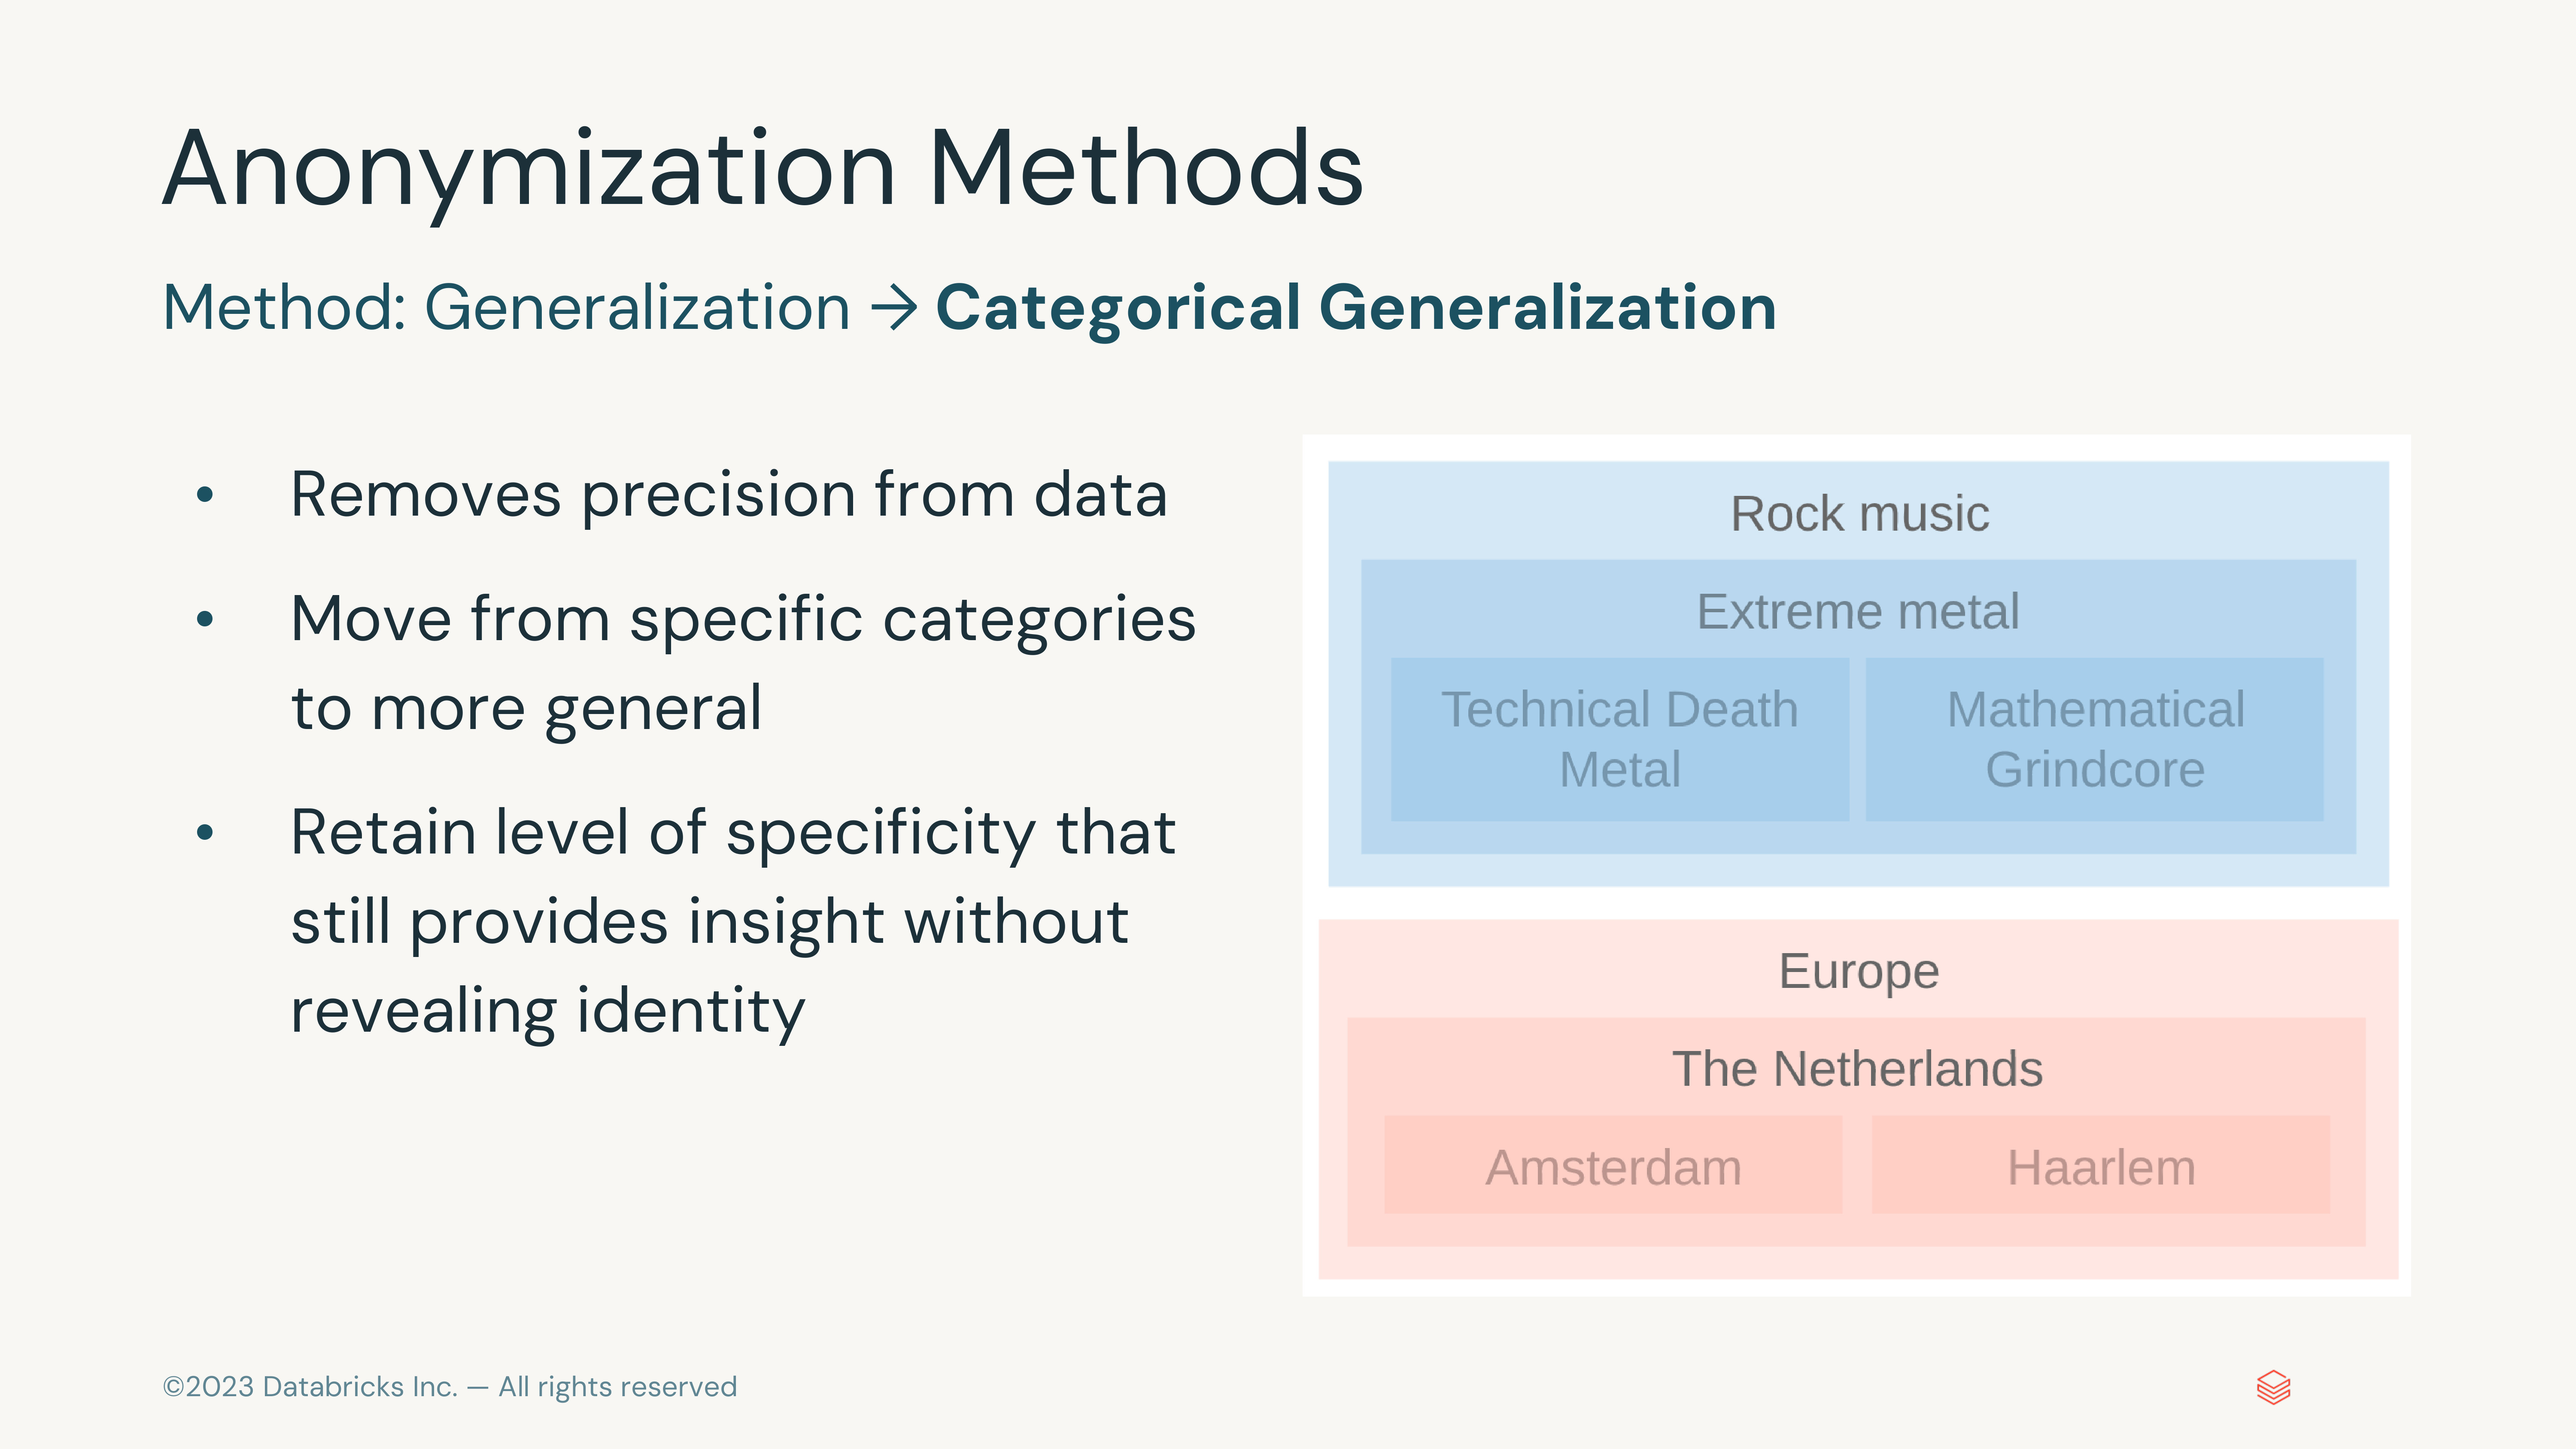 Anonymization Methods
Method: Generalization → Categorical Generalization
• Removes precision from data
• Move from specific categories
to more general
• Retain level of specificity that
still provides insight without
revealing identity
Rock music
Extreme metal
Technical Death
Metal
Mathematical
Grindcore
Europe
The Netherlands
Amsterdam
Haarlem
©2023 Databricks Inc. — All rights reserved